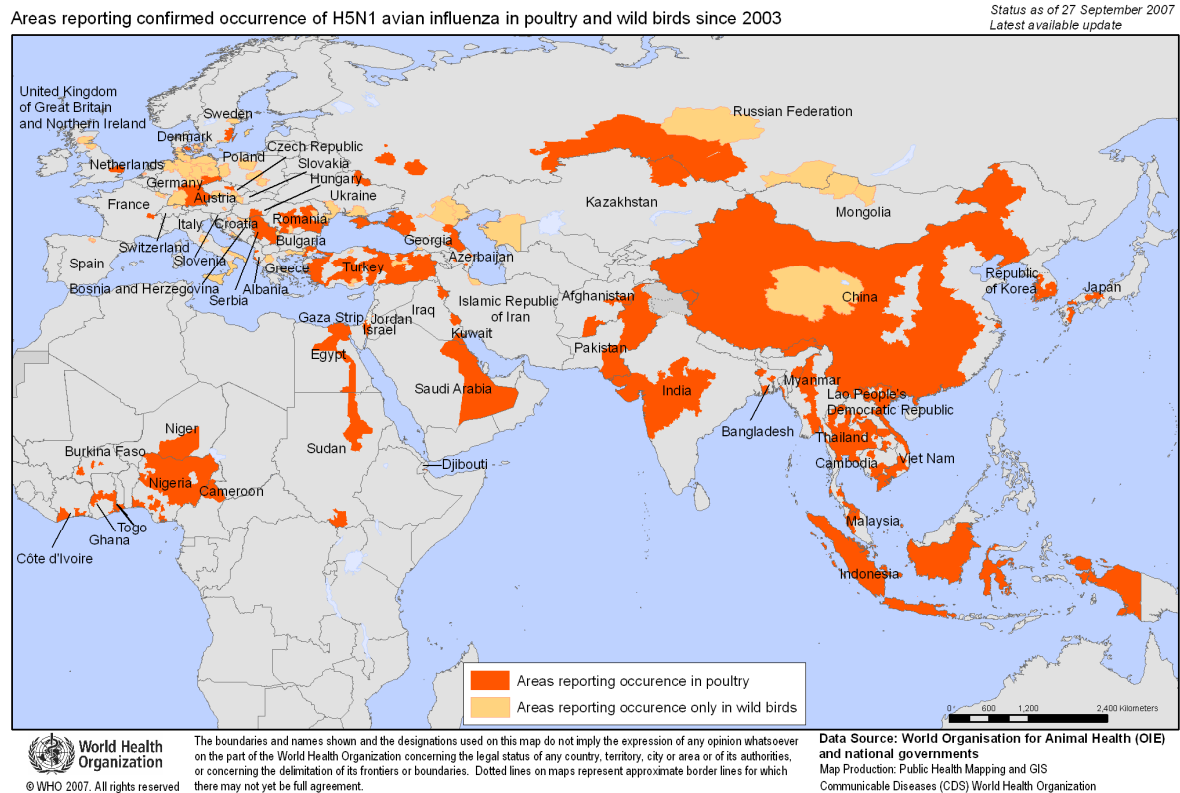 Areas reporting confirmed occurrence of H5N1 avian influenza in poultry and wild birds since 2003
Status as of 27 September 2007
Latest available update
United Kingdom
of Great Britain
and Northern Ireland
Sweden
Denmark
Russian Federation
Czech Republic
Poland
Slovakia
Netherlands
Hungary
Germany
Ukraine
Austria
France
Kazakhstan
Mongolia
Italy
Croatia
Romania
Switzerland
Bulgaria
Georgia
Slovenia
Azerbaijan
Spain
Greece
Turkey
Republic
of Korea
Japan
Bosnia and Herzegovina
Albania
Serbia
China
Afghanistan
Islamic Republic
of Iran
Iraq
Gaza Strip
Jordan
Israel
Kuwait
Egypt
Pakistan
Saudi Arabia
India
Myanmar
Lao People's
Democratic Republic
Niger
Bangladesh
Thailand
Burkina Faso
Sudan
Djibouti
Cambodia
Viet Nam
Nigeria
Cameroon
Malaysia
Togo
Ghana
Côte d'Ivoire
Indonesia
Areas reporting occurence in poultry
Areas reporting occurence only in wild birds
0 600 1,200 2,400 Kilometers
World Health
Organization
© WHO 2007. All rights reserved
The boundaries and names shown and the designations used on this map do not imply the expression of any opinion whatsoever
on the part of the World Health Organization concerning the legal status of any country, territory, city or area or of its authorities,
or concerning the delimitation of its frontiers or boundaries. Dotted lines on maps represent approximate border lines for which
there may not yet be full agreement.
Data Source: World Organisation for Animal Health (OIE)
and national governments
Map Production: Public Health Mapping and GIS
Communicable Diseases (CDS) World Health Organization